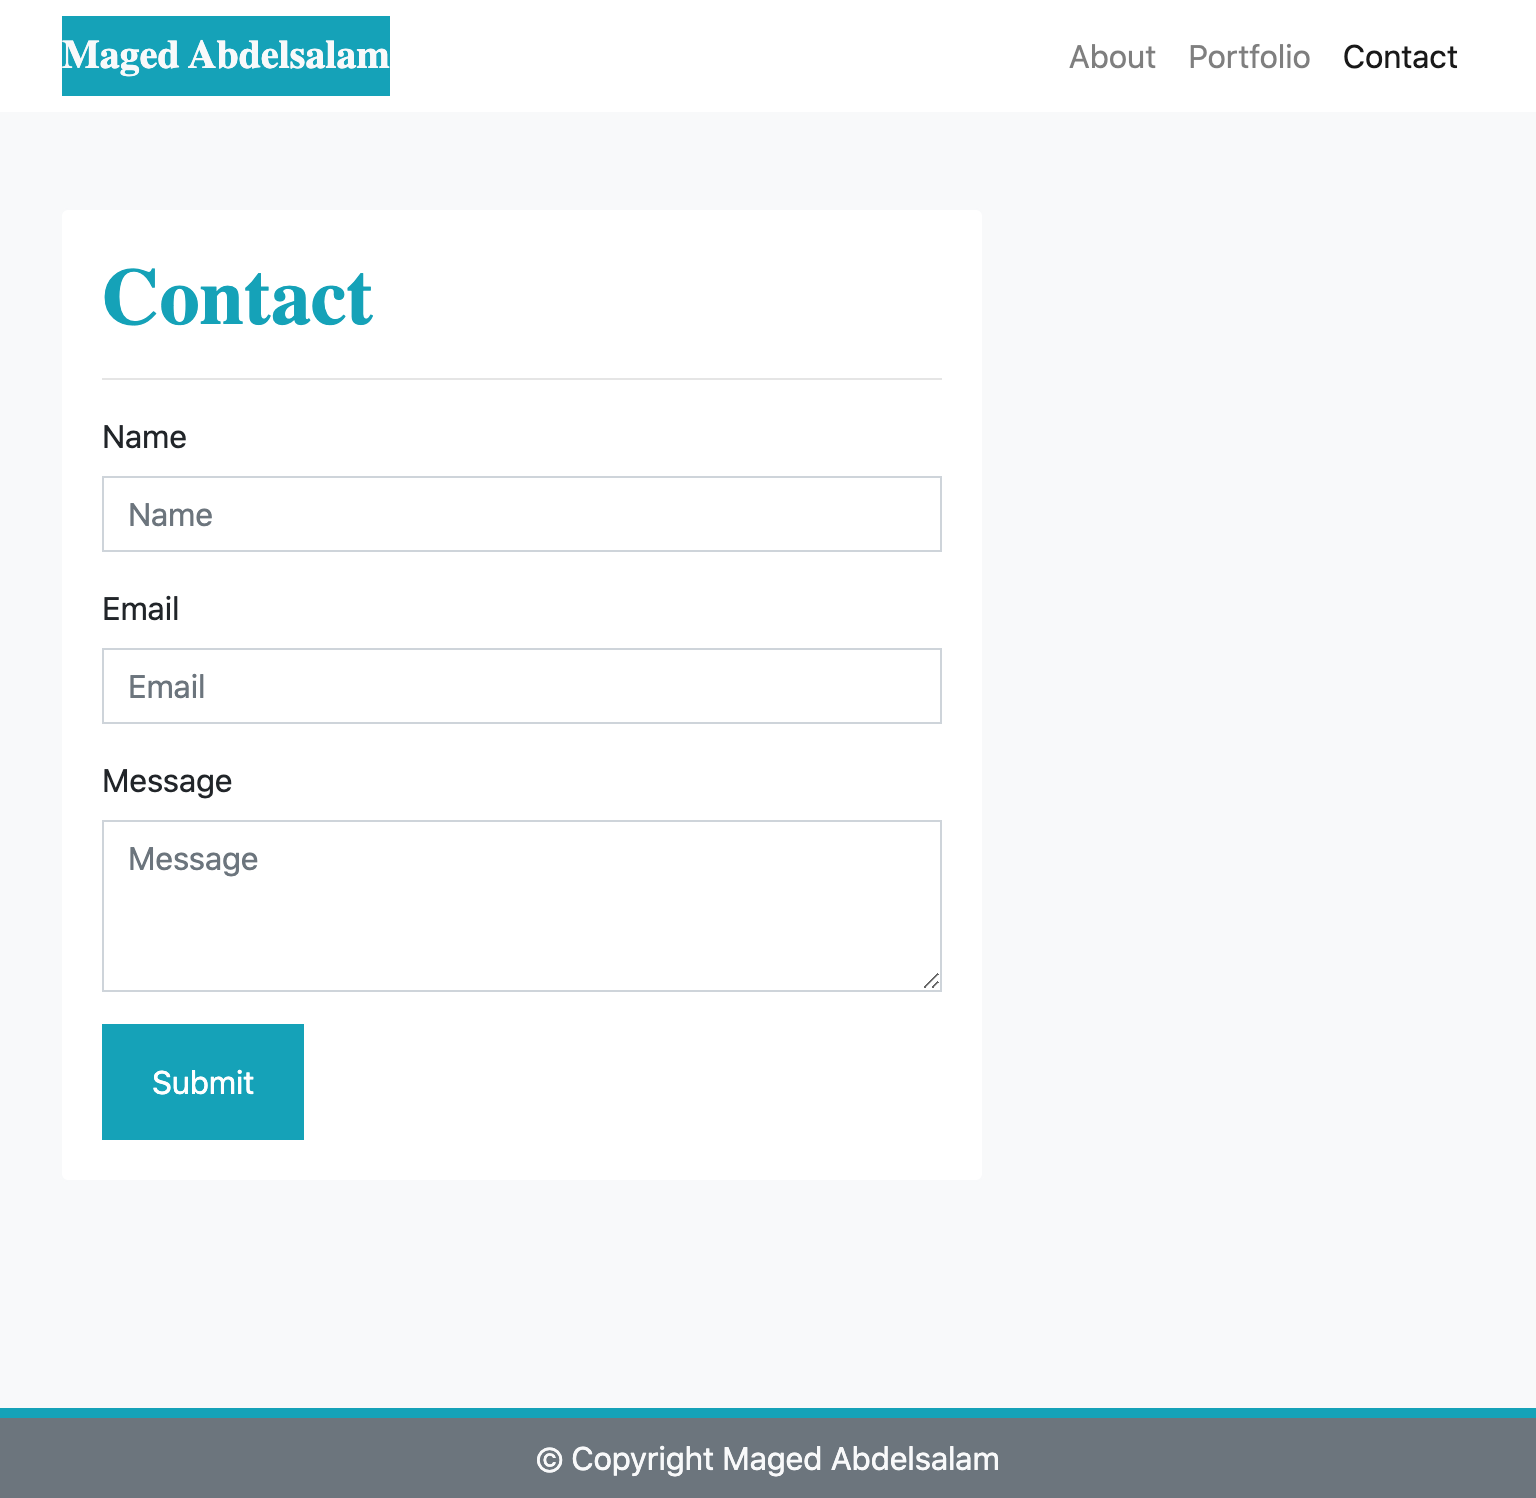 Maged Abdelsalam
About Portfolio Contact
Contact
Name
Name
Email
Email
Message
Message
Submit
© Copyright Maged Abdelsalam